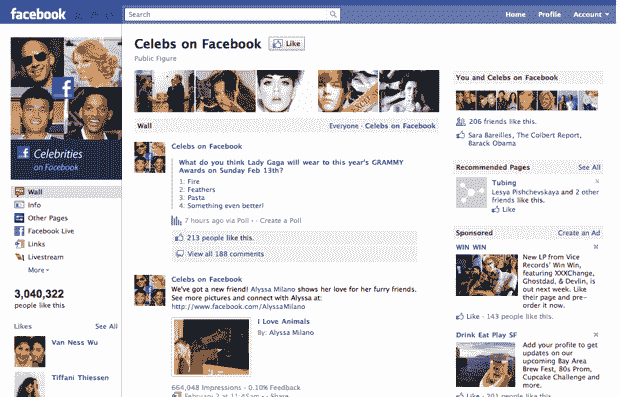 facebook
Search
Home Profile Account
Celebs on Facebook Like
Public Figure
f
f Celebrities
on Facebook
Wall
Info
Other Pages
Facebook Live
Links
Livestream
More
3,040,322
people like this
Likes See All
Van Ness Wu
Tiffani Thiessen
Wall Everyone · Celebs on Facebook
Celebs on Facebook
What do you think Lady Gaga will wear to this year's GRAMMY
Awards on Sunday Feb 13th?
1. Fire
2. Feathers
3. Pasta
4. Something even better!
7 hours ago via Poll · Create a Poll
213 people like this.
View all 188 comments
Celebs on Facebook
We've got a new friend! Alyssa Milano shows her love for her furry friends.
See more pictures and connect with Alyssa at:
http://www.facebook.com/AlyssaMilano
I Love Animals
By: Alyssa Milano
664,048 Impressions · 0.10% Feedback
February 2 at 11:45am · Share
You and Celebs on Facebook
206 friends like this.
Sara Bareilles, The Colbert Report,
Barack Obama
Recommended Pages See All
Tubing
Lesya Pishchevskaya and 2 other
friends like this.
Like
Sponsored Create an Ad
WIN WIN
New LP from Vice
Records' Win Win,
featuring XXXChange,
Ghostdad, & Devlin, is
out next week. Like
their page and pre-
order it now.
Like · 143 people like this.
Drink Eat Play SF
Add your profile to
get updates on our
upcoming Bay Area
Brew Fest, 80s Prom,
Cupcake Challenge and
more.
Like · 201 people like this.